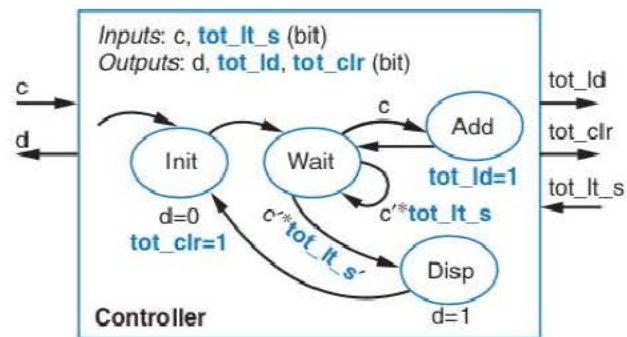 Inputs: c, tot_lt_s (bit)
Outputs: d, tot_ld, tot_clr (bit)
c
d
tot_ld
tot_clr
tot_lt_s
c
Add
Init
Wait
tot_ld=1
d=0
tot_clr=1
c'*tot_lt_s
c'*tot_lt_s'
Disp
d=1
Controller